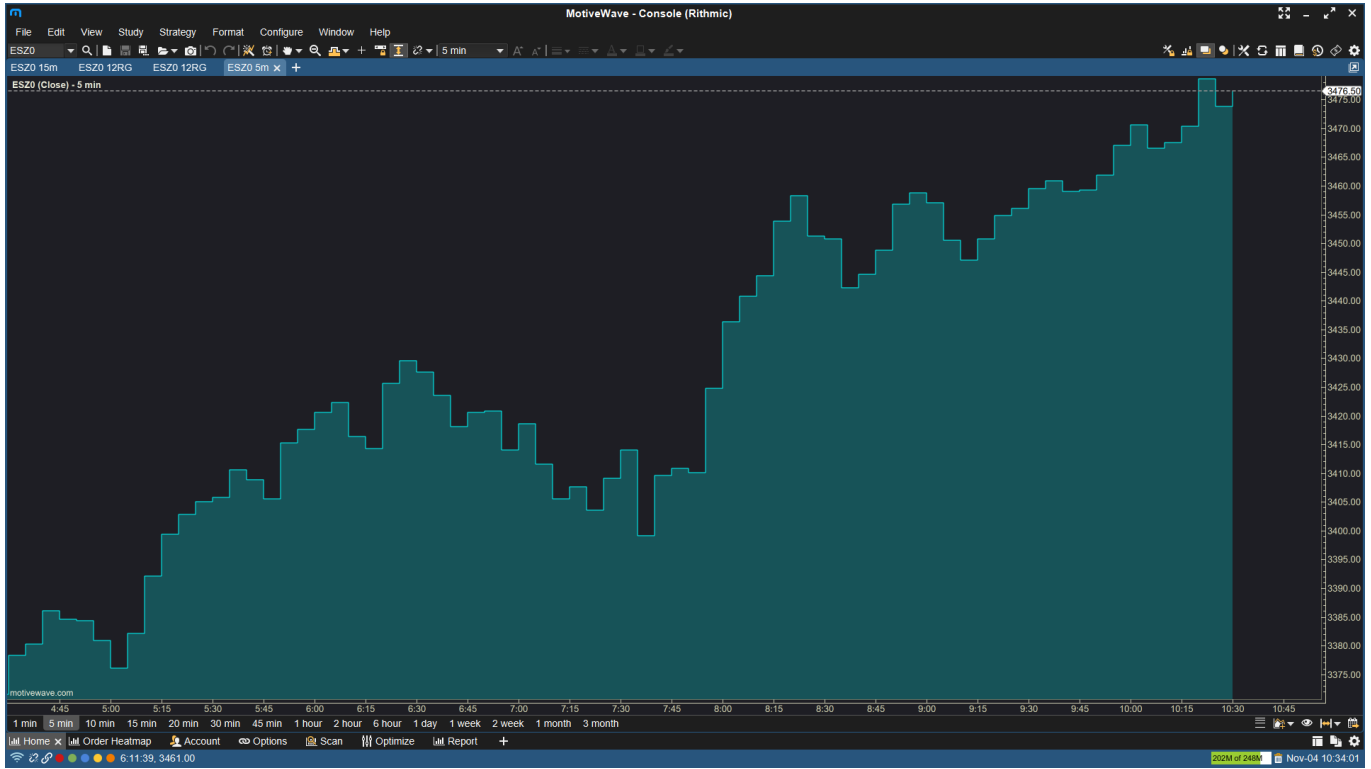 MotiveWave - Console (Rithmic)
File Edit View Study Strategy Format Configure Window Help
ESZ0 5 min
ESZ0 15m ESZ0 12RG ESZ0 12RG ESZ0 5m
ESZ0 (Close) - 5 min
3476.50
3475.00
3470.00
3465.00
3460.00
3455.00
3450.00
3445.00
3440.00
3435.00
3430.00
3425.00
3420.00
3415.00
3410.00
3405.00
3400.00
3395.00
3390.00
3385.00
3380.00
3375.00
motivewave.com
4:45 5:00 5:15 5:30 5:45 6:00 6:15 6:30 6:45 7:00 7:15 7:30 7:45 8:00 8:15 8:30 8:45 9:00 9:15 9:30 9:45 10:00 10:15 10:30 10:45
1 min 5 min 10 min 15 min 20 min 30 min 45 min 1 hour 2 hour 6 hour 1 day 1 week 2 week 1 month 3 month
Home Order Heatmap Account Options Scan Optimize Report
6:11:39, 3461.00 202M of 248M Nov-04 10:34:01